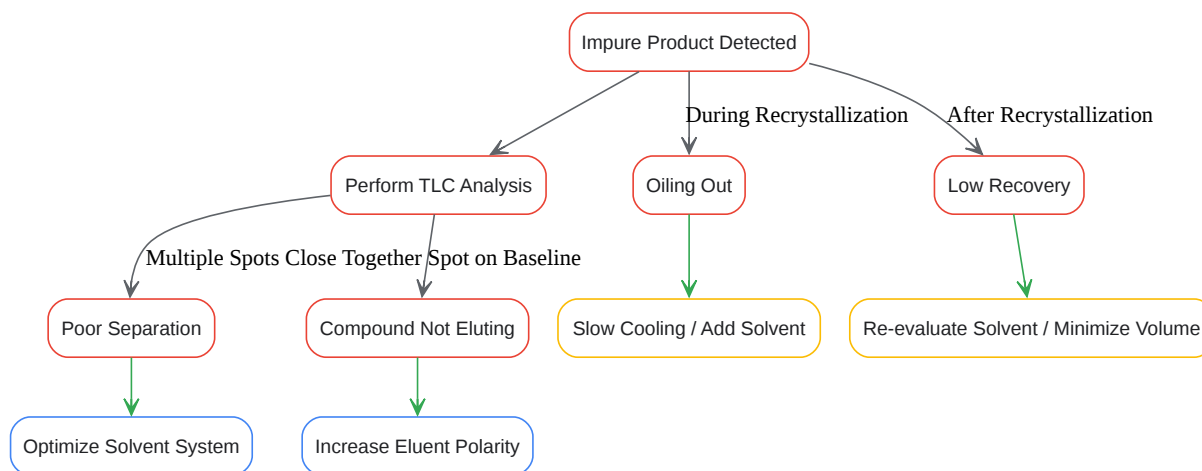 Impure Product Detected
During Recrystallization
After Recrystallization
Perform TLC Analysis
Oiling Out
Low Recovery
Multiple Spots Close Together
Spot on Baseline
Poor Separation
Compound Not Eluting
Slow Cooling / Add Solvent
Re-evaluate Solvent / Minimize Volume
Optimize Solvent System
Increase Eluent Polarity